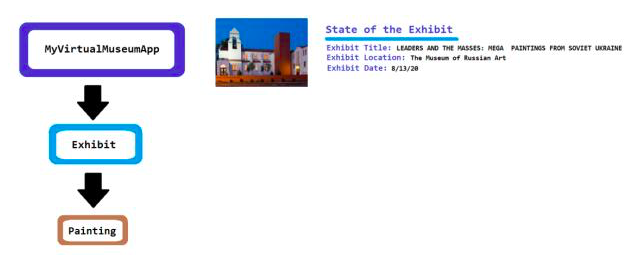 MyVirtualMuseumApp
Exhibit
Painting
State of the Exhibit
Exhibit Title: LEADERS AND THE MASSES: MEGA PAINTINGS FROM SOVIET UKRAINE
Exhibit Location: The Museum of Russian Art
Exhibit Date: 8/13/20